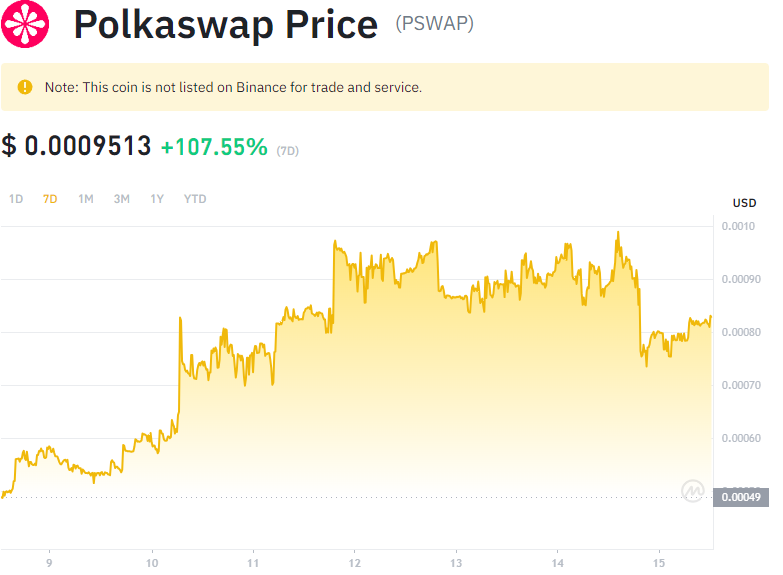 Polkaswap Price (PSWAP)
Note: This coin is not listed on Binance for trade and service.
$ 0.0009513 +107.55% (7D)
1D 7D 1M 3M 1Y YTD
USD
0.0010
0.00090
0.00080
0.00070
0.00060
0.00049
9 10 11 12 13 14 15